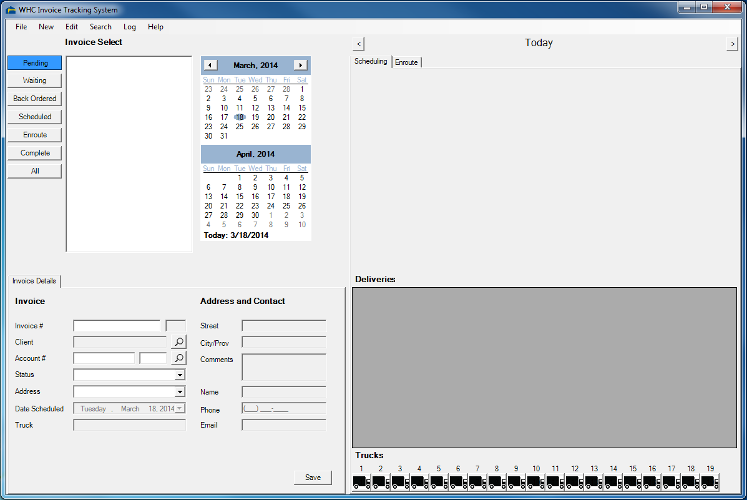 WHC Invoice Tracking System
File New Edit Search Log Help
Invoice Select
Pending
Waiting
Back Ordered
Scheduled
Enroute
Complete
All
March, 2014
Sun Mon Tue Wed Thu Fri Sat
23 24 25 26 27 28 1
2 3 4 5 6 7 8
9 10 11 12 13 14 15
16 17 18 19 20 21 22
23 24 25 26 27 28 29
30 31
April, 2014
Sun Mon Tue Wed Thu Fri Sat
1 2 3 4 5
6 7 8 9 10 11 12
13 14 15 16 17 18 19
20 21 22 23 24 25 26
27 28 29 30 1 2 3
4 5 6 7 8 9 10
Today: 3/18/2014
< Today >
Scheduling Enroute
Invoice Details
Invoice
Invoice #
Client
Account #
Status
Address
Date Scheduled Tuesday , March 18, 2014
Truck
Address and Contact
Street
City/Prov
Comments
Name
Phone (___) ___-____
Email
Save
Deliveries
Trucks
1 2 3 4 5 6 7 8 9 10 11 12 13 14 15 16 17 18 19